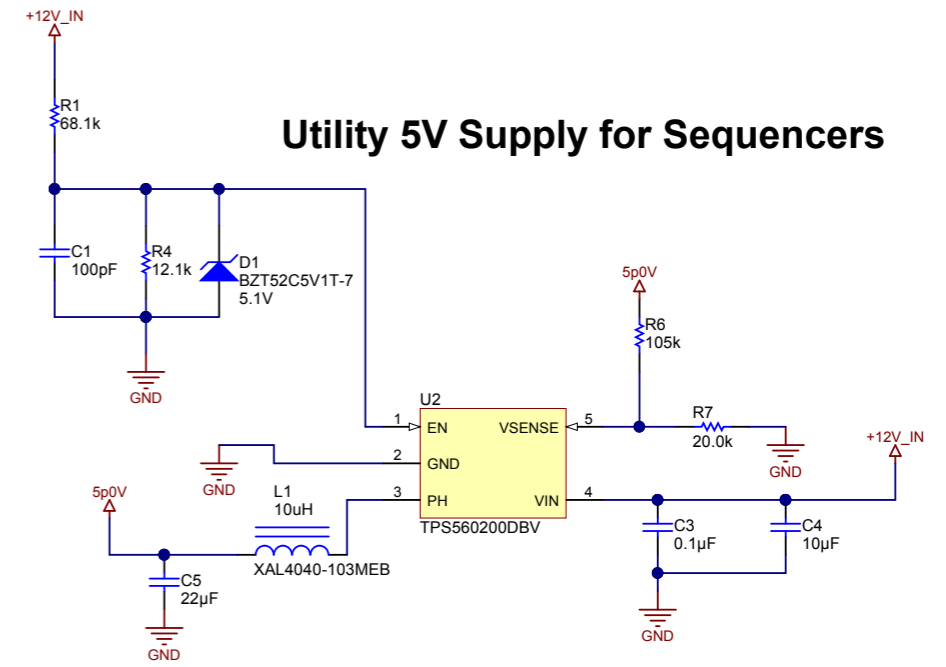 +12V_IN
R1
68.1k
Utility 5V Supply for Sequencers
C1
100pF
R4
12.1k
D1
BZT52C5V1T-7
5.1V
GND
5p0V
R6
105k
U2
1
EN
VSENSE
5
R7
20.0k
GND
+12V_IN
2
GND
GND
3
PH
VIN
4
TPS560200DBV
L1
10uH
XAL4040-103MEB
5p0V
C5
22µF
GND
C3
0.1µF
C4
10µF
GND